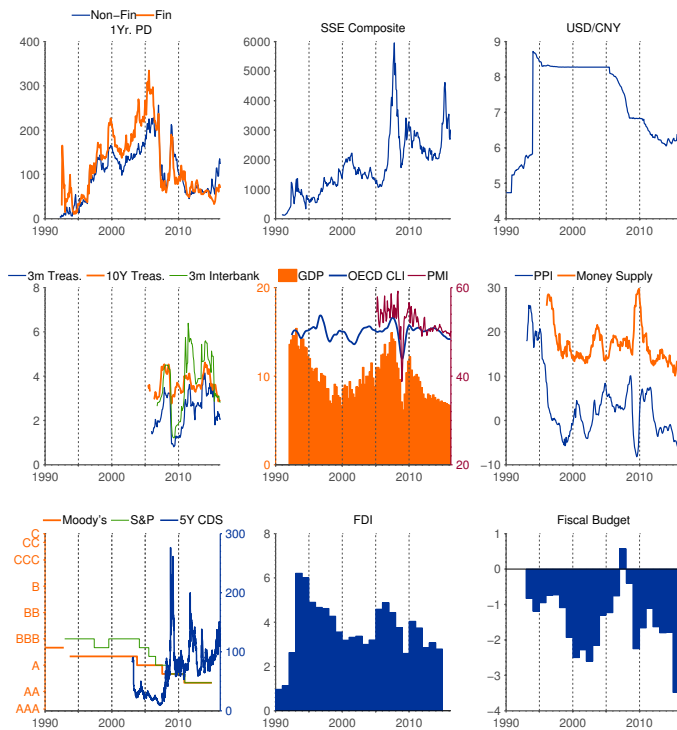 Non−Fin Fin
1Yr. PD
400
300
200
100
0
1990 2000 2010
SSE Composite
6000
5000
4000
3000
2000
1000
0
1990 2000 2010
USD/CNY
9
8
7
6
5
4
1990 2000 2010
3m Treas. 10Y Treas. 3m Interbank
8
6
4
2
0
1990 2000 2010
GDP OECD CLI PMI
20 60
10 40
0 20
1990 2000 2010
PPI Money Supply
30
20
10
0
−10
1990 2000 2010
Moody's S&P 5Y CDS
C 300
CC
CCC
B 200
BB
BBB 100
A
AA
AAA 0
1990 2000 2010
FDI
8
6
4
2
0
1990 2000 2010
Fiscal Budget
1
0
−1
−2
−3
−4
1990 2000 2010